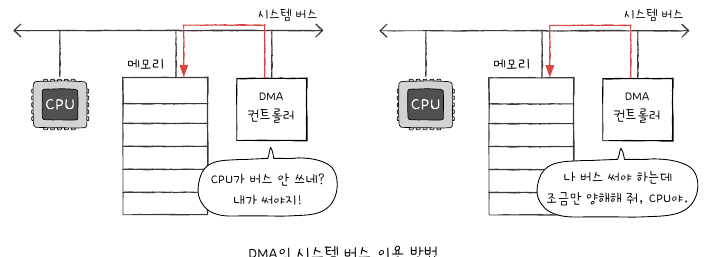 시스템 버스
메모리
CPU
DMA
컨트롤러
CPU가 버스 안 쓰네?
내가 써야지!
시스템 버스
메모리
CPU
DMA
컨트롤러
나 버스 써야 하는데
조금만 양해해 줘, CPU야.
DMA의 시스템 버스 이용 방법